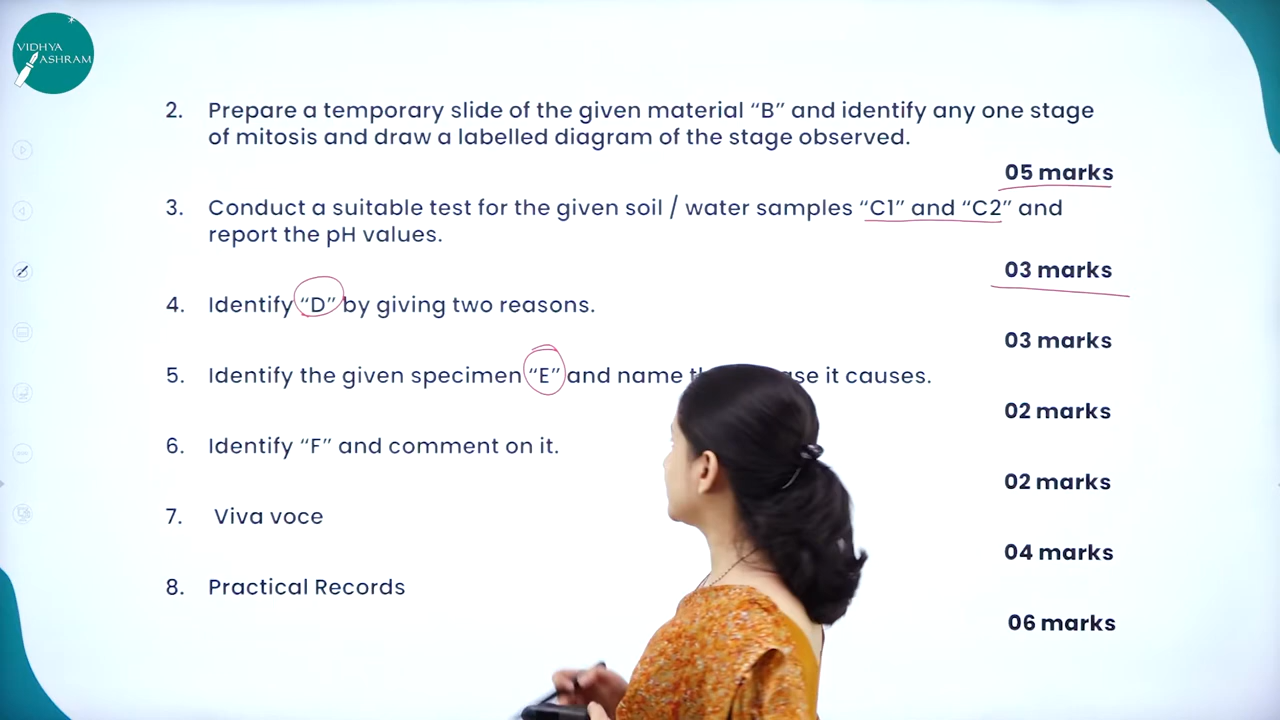 VIDHYA
ASHRAM
2. Prepare a temporary slide of the given material “B” and identify any one stage
of mitosis and draw a labelled diagram of the stage observed.
05 marks
3. Conduct a suitable test for the given soil / water samples “C1” and “C2” and
report the pH values.
03 marks
4. Identify “D” by giving two reasons.
03 marks
5. Identify the given specimen “E” and name it causes.
02 marks
6. Identify “F” and comment on it.
02 marks
7. Viva voce
04 marks
8. Practical Records
06 marks